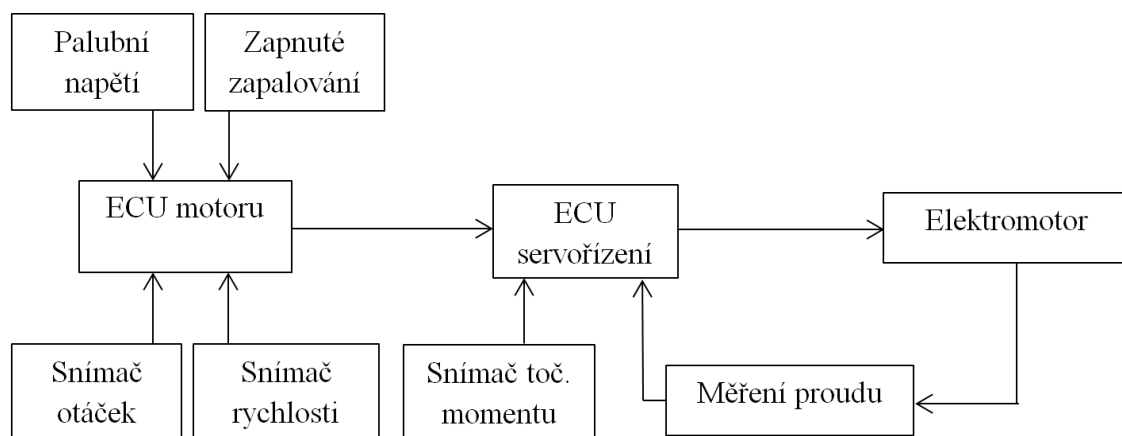 Palubní
napětí
Zapnuté
zapalování
ECU motoru
ECU
servořízení
Elektromotor
Snímač
otáček
Snímač
rychlosti
Snímač toč.
momentu
Měření proudu